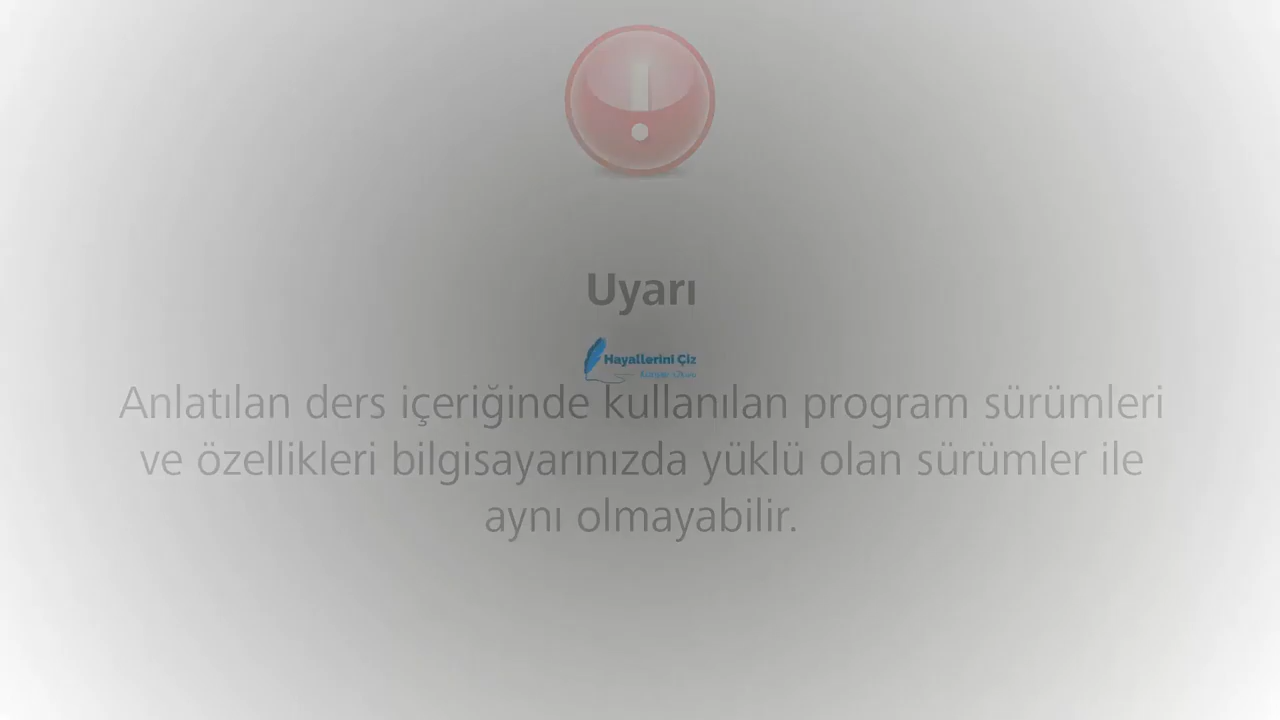 Uyarı
Hayallerini Çiz
Anlatılan ders içeriğinde kullanılan program sürümleri
ve özellikleri bilgisayarınızda yüklü olan sürümler ile
aynı olmayabilir.